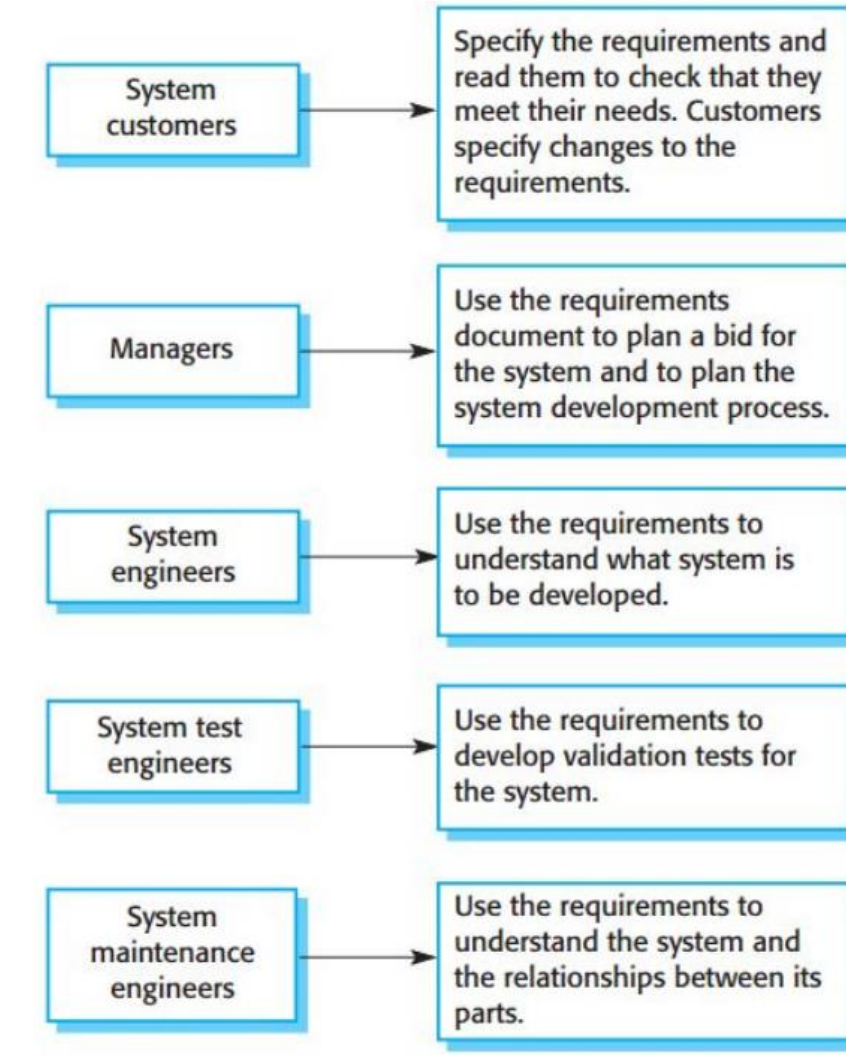 System
customers
Specify the requirements and
read them to check that they
meet their needs. Customers
specify changes to the
requirements.
Managers
Use the requirements
document to plan a bid for
the system and to plan the
system development process.
System
engineers
Use the requirements to
understand what system is
to be developed.
System test
engineers
Use the requirements to
develop validation tests for
the system.
System
maintenance
engineers
Use the requirements to
understand the system and
the relationships between its
parts.